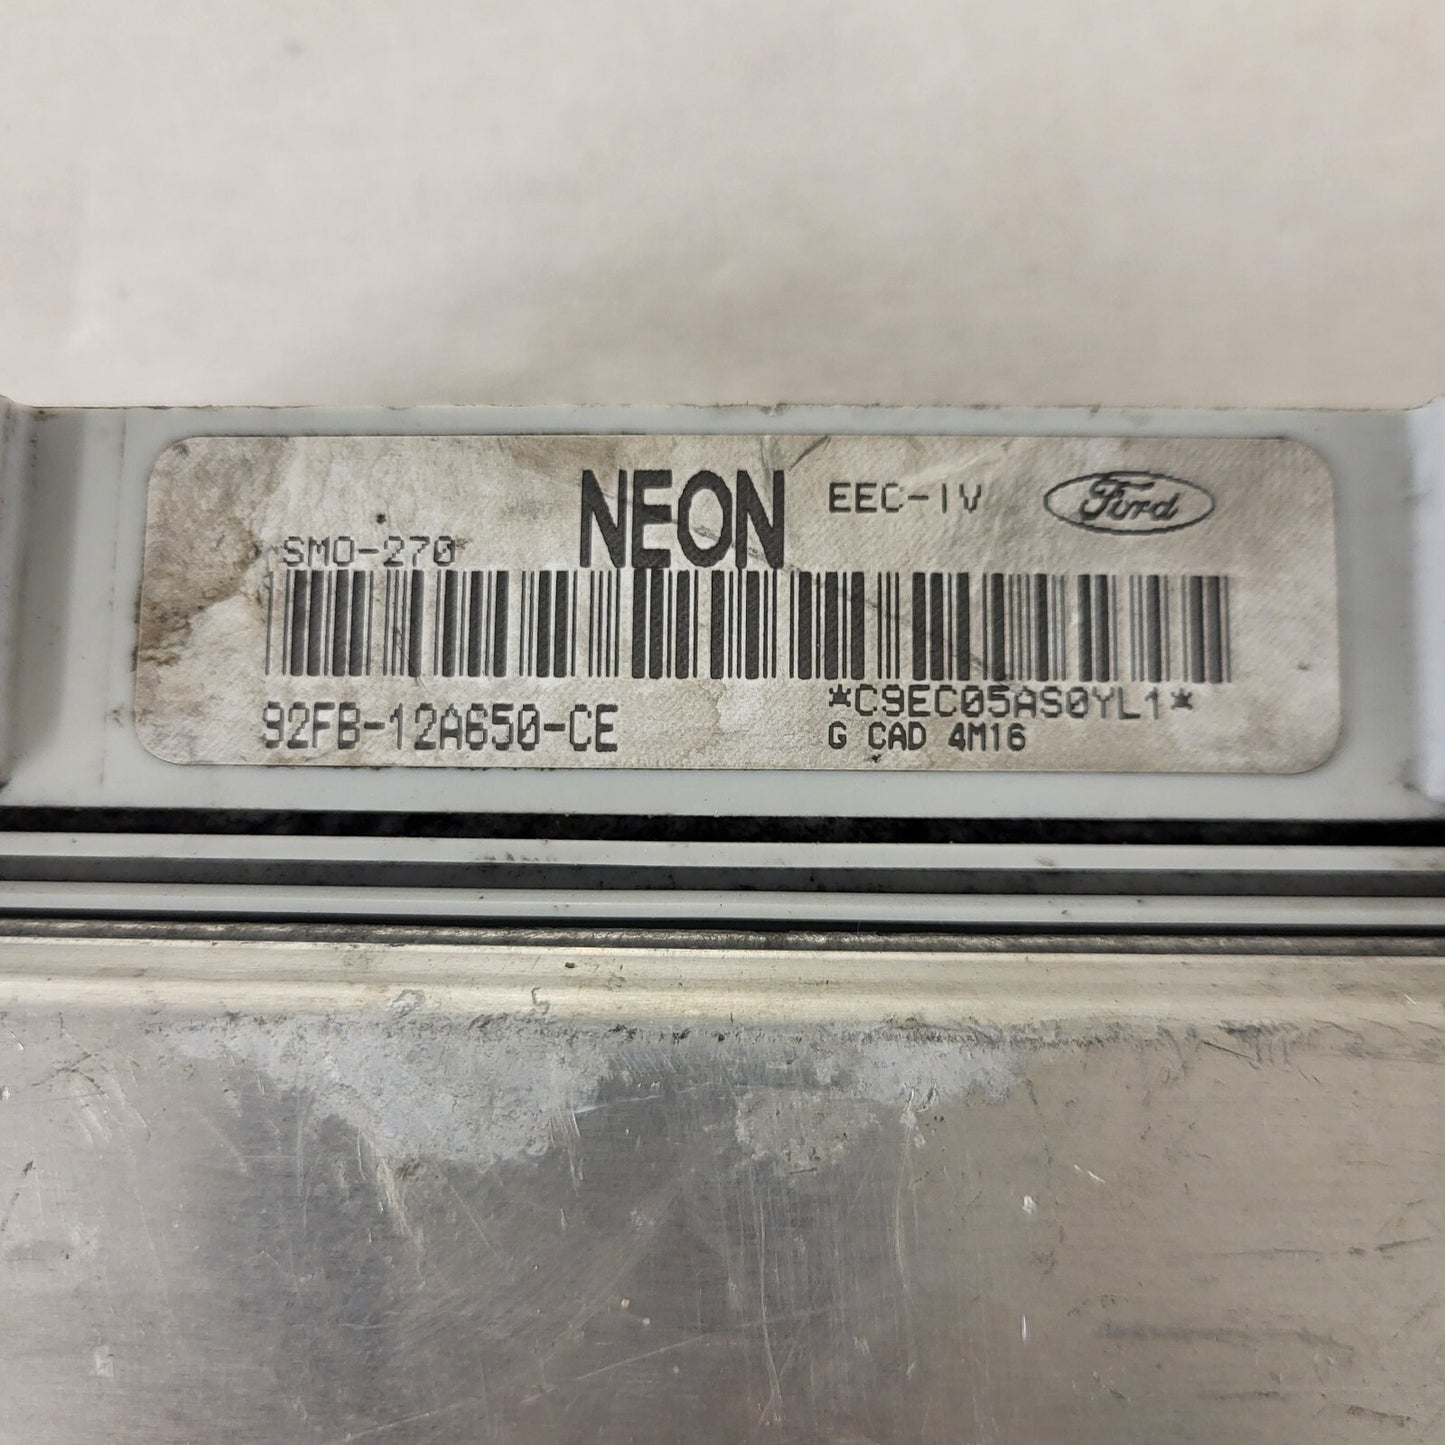 NEON EEC-IV Ford
SMO-270
92FB-12A650-CE *C9EC05AS0YL1*
G CAD 4M16